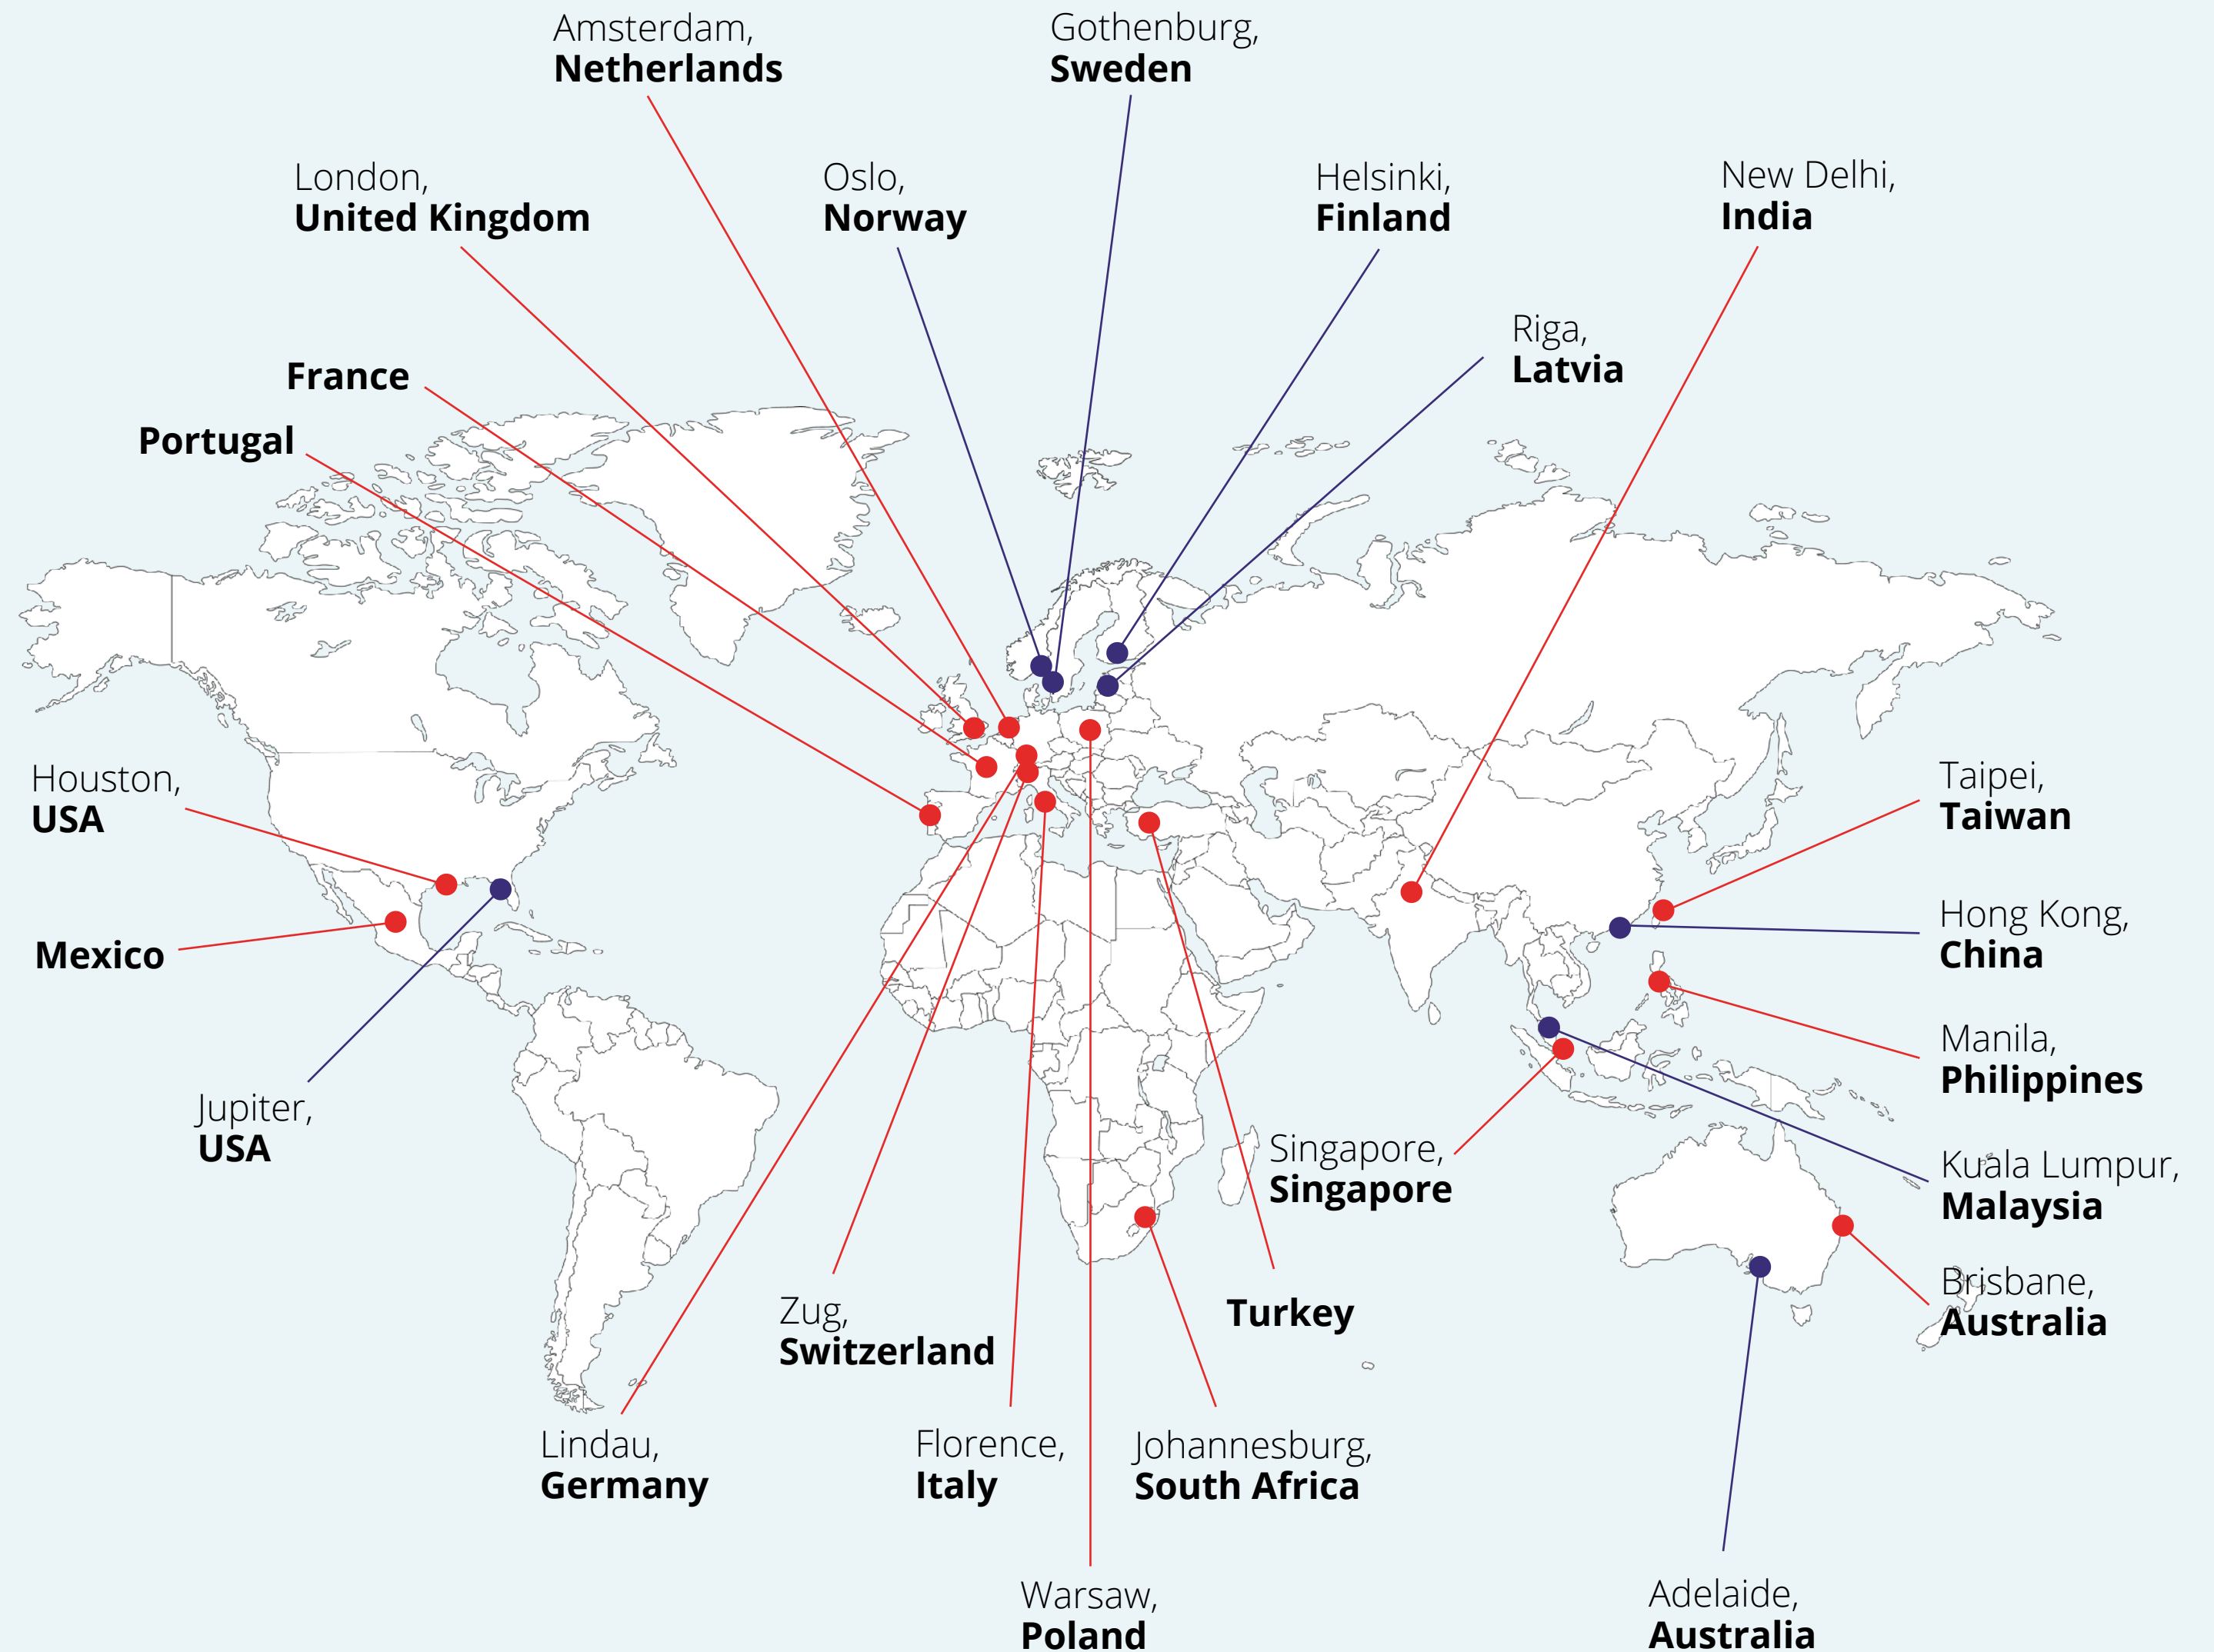 Amsterdam,
Netherlands
Gothenburg,
Sweden
London,
United Kingdom
Oslo,
Norway
Helsinki,
Finland
New Delhi,
India
Riga,
Latvia
France
Portugal
Houston,
USA
Taipei,
Taiwan
Mexico
Hong Kong,
China
Manila,
Philippines
Jupiter,
USA
Singapore,
Singapore
Kuala Lumpur,
Malaysia
Brisbane,
Australia
Zug,
Switzerland
Turkey
Lindau,
Germany
Florence,
Italy
Johannesburg,
South Africa
Warsaw,
Poland
Adelaide,
Australia